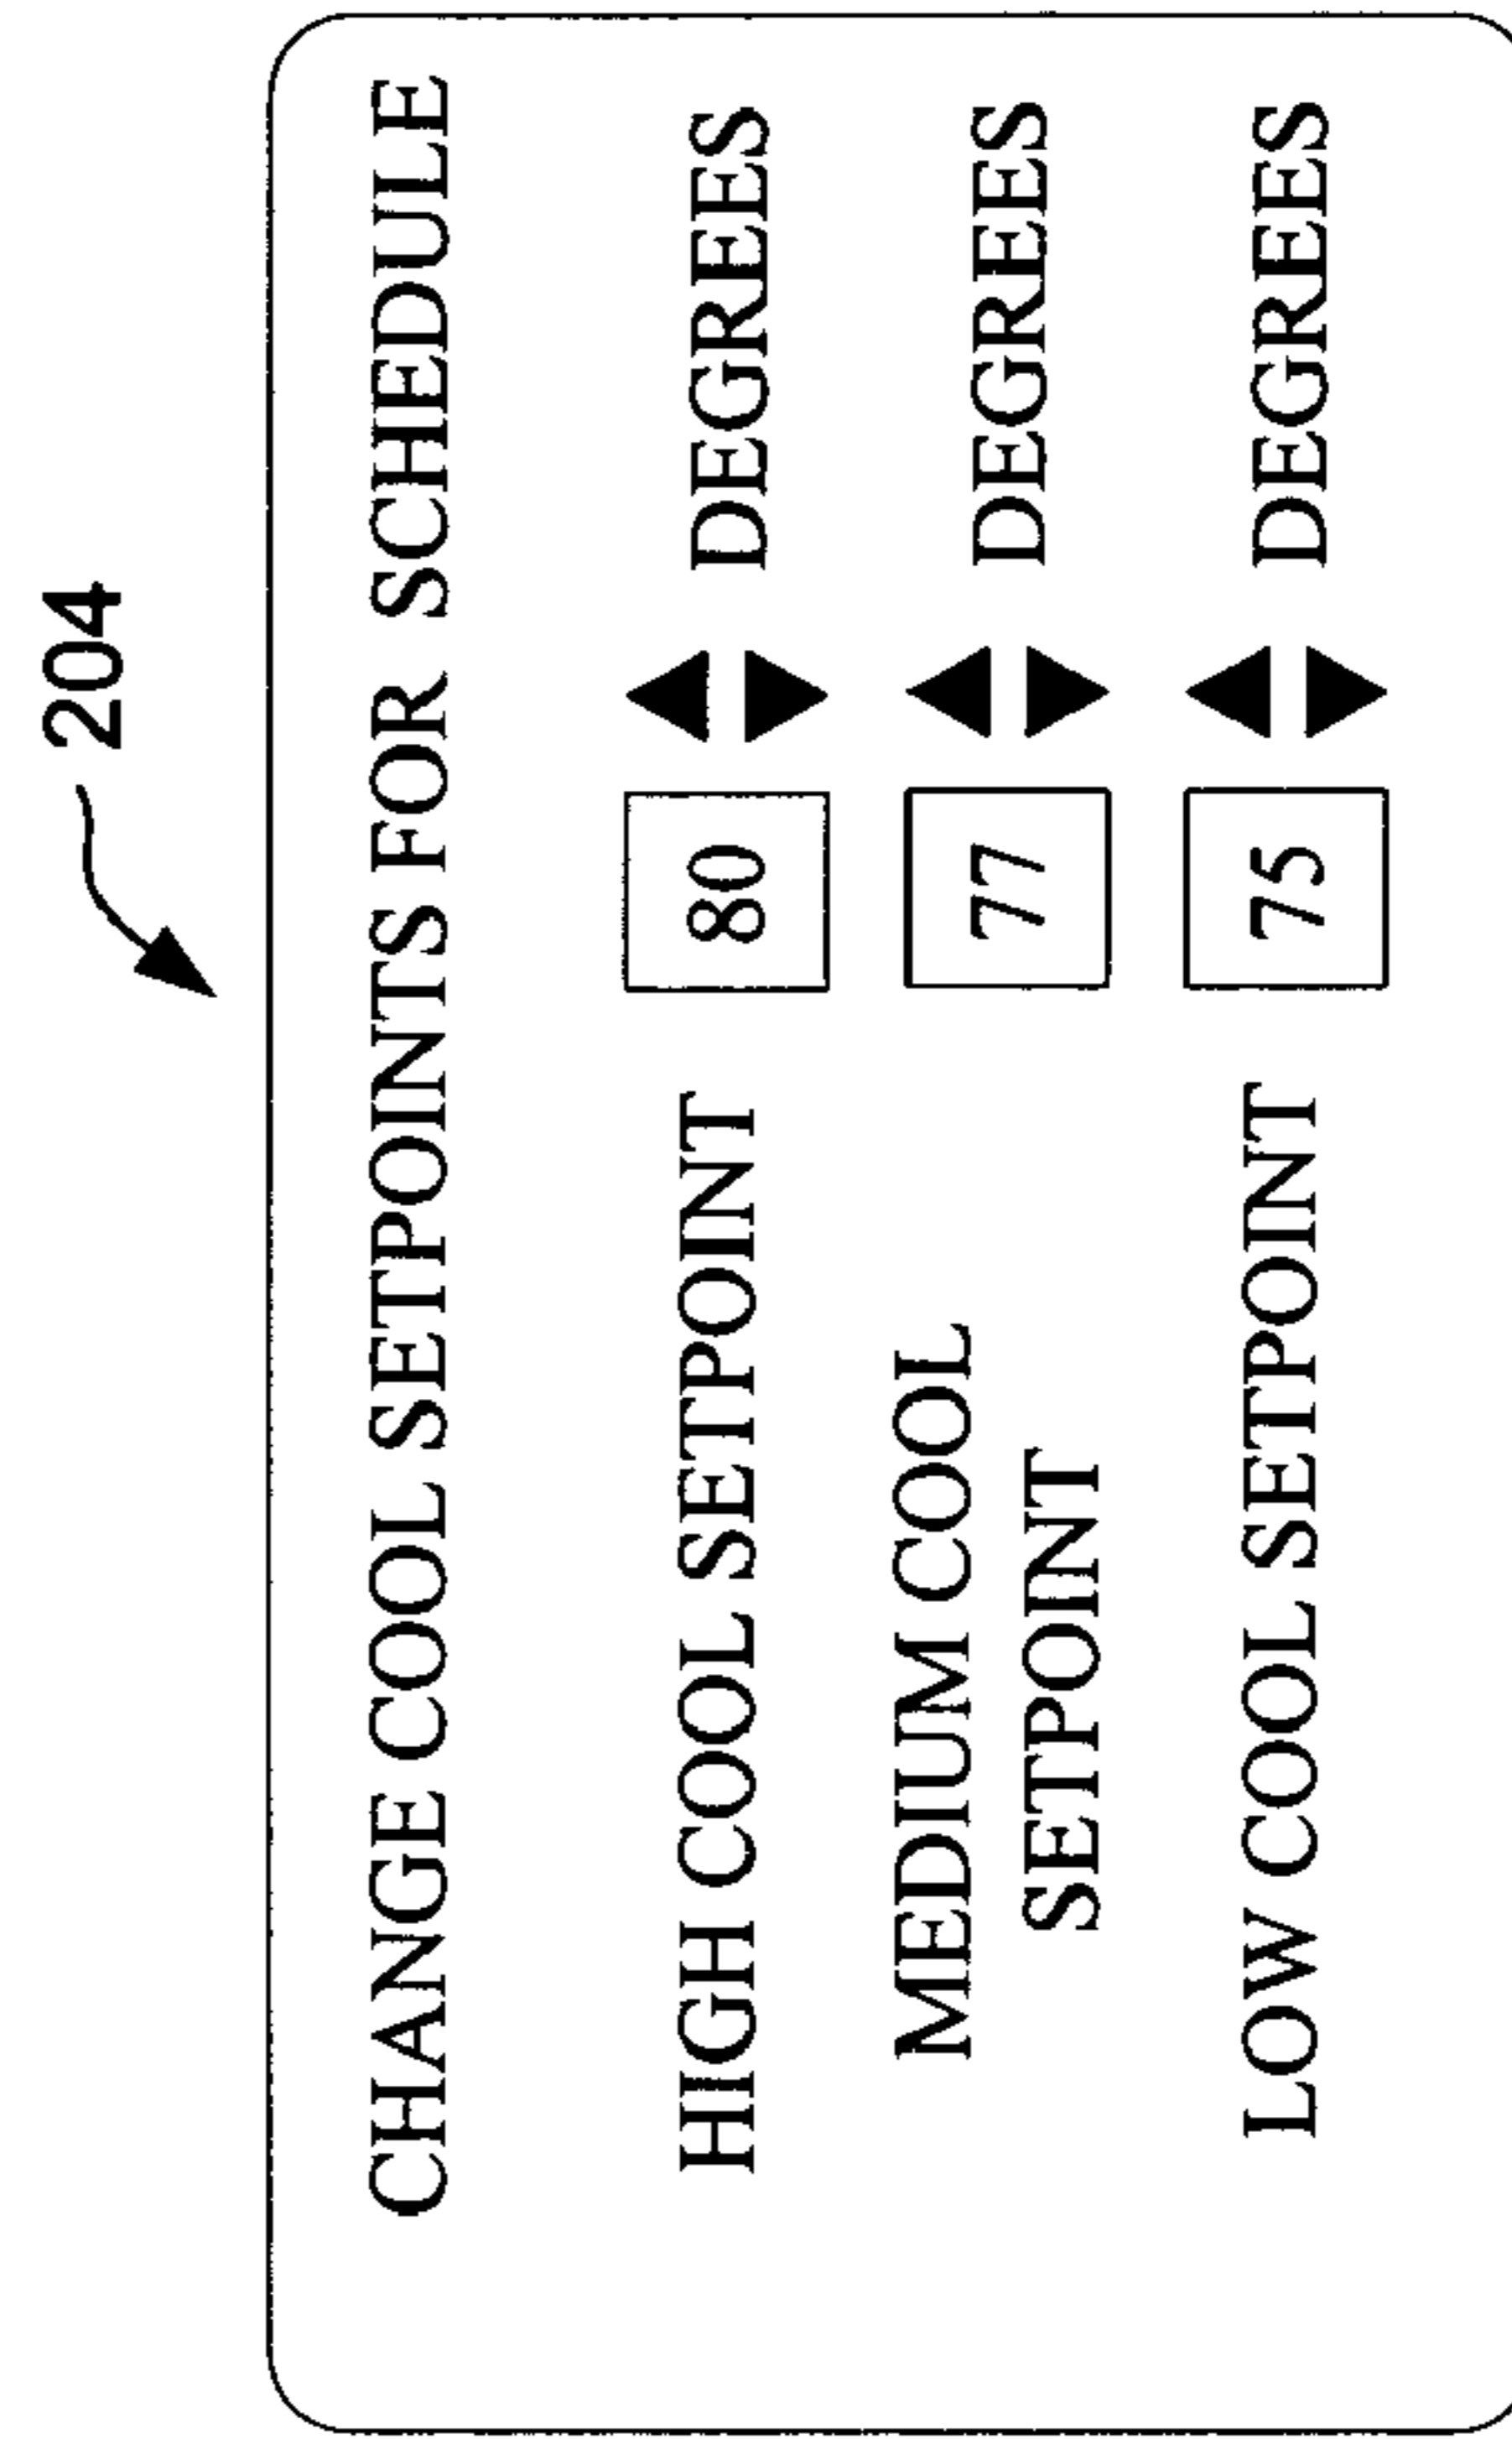 204
CHANGE COOL SETPOINTS FOR SCHEDULE
HIGH COOL SETPOINT 80 DEGREES
MEDIUM COOL
SETPOINT 77 DEGREES
LOW COOL SETPOINT 75 DEGREES